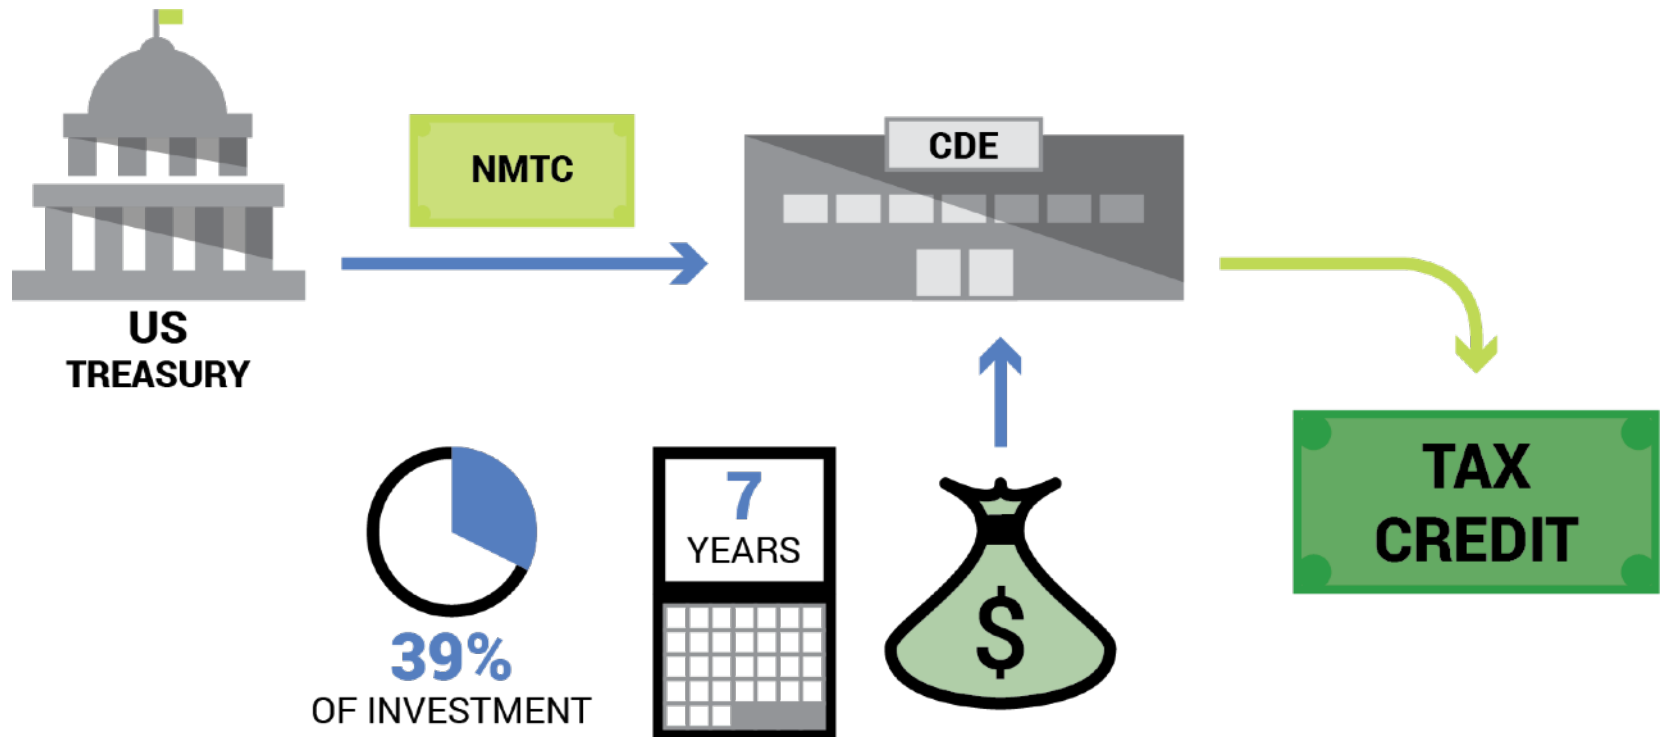 NMTC
CDE
US
TREASURY
7
YEARS
$
TAX
CREDIT
39%
OF INVESTMENT